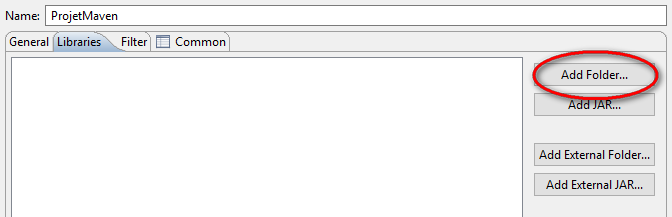 Name: ProjetMaven
General Libraries Filter Common
Add Folder...
Add JAR...
Add External Folder...
Add External JAR...